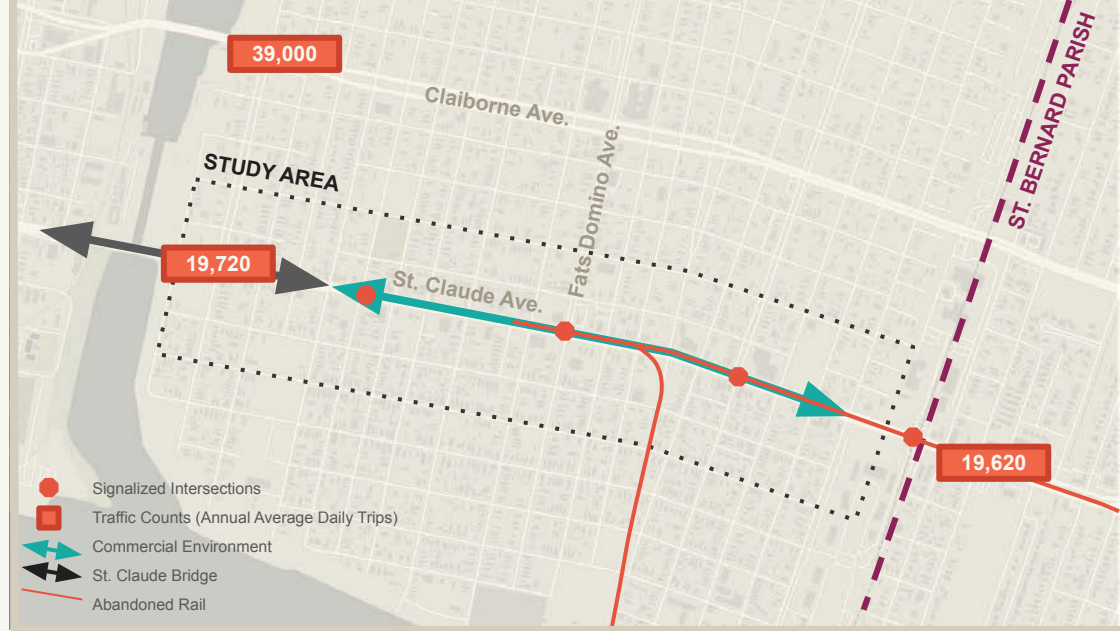 39,000
Claiborne Ave.
ST. BERNARD PARISH
STUDY AREA
Fats Domino Ave.
19,720
St. Claude Ave.
19,620
Signalized Intersections
Traffic Counts (Annual Average Daily Trips)
Commercial Environment
St. Claude Bridge
Abandoned Rail